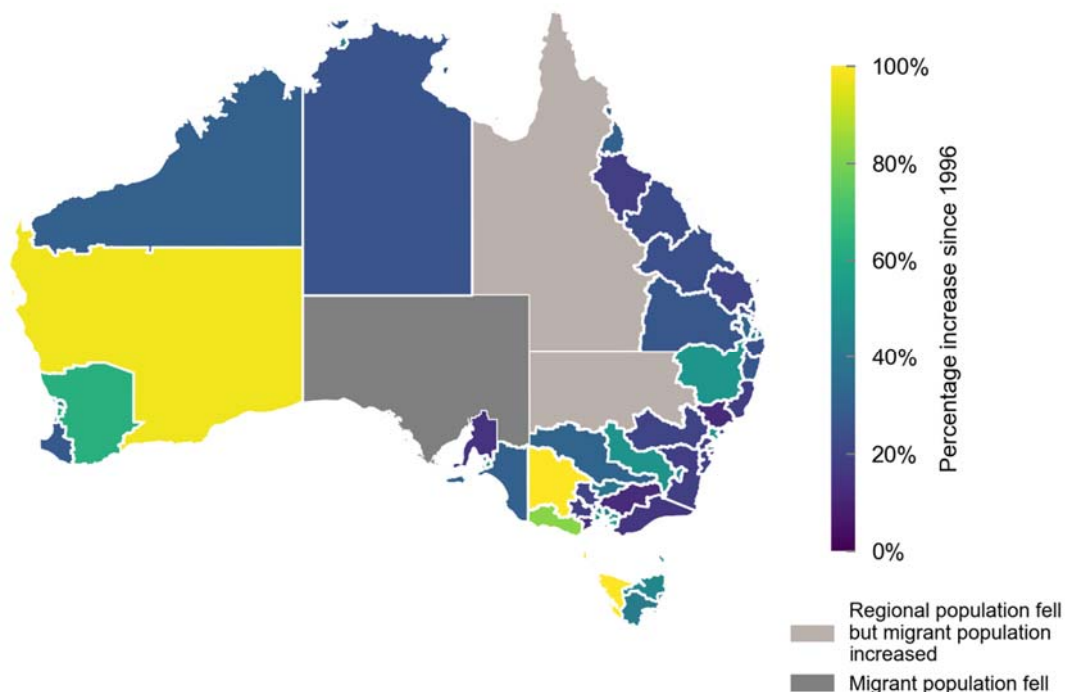 100%
80%
60%
40%
20%
0%
Percentage increase since 1996
Regional population fell
but migrant population
increased
Migrant population fell